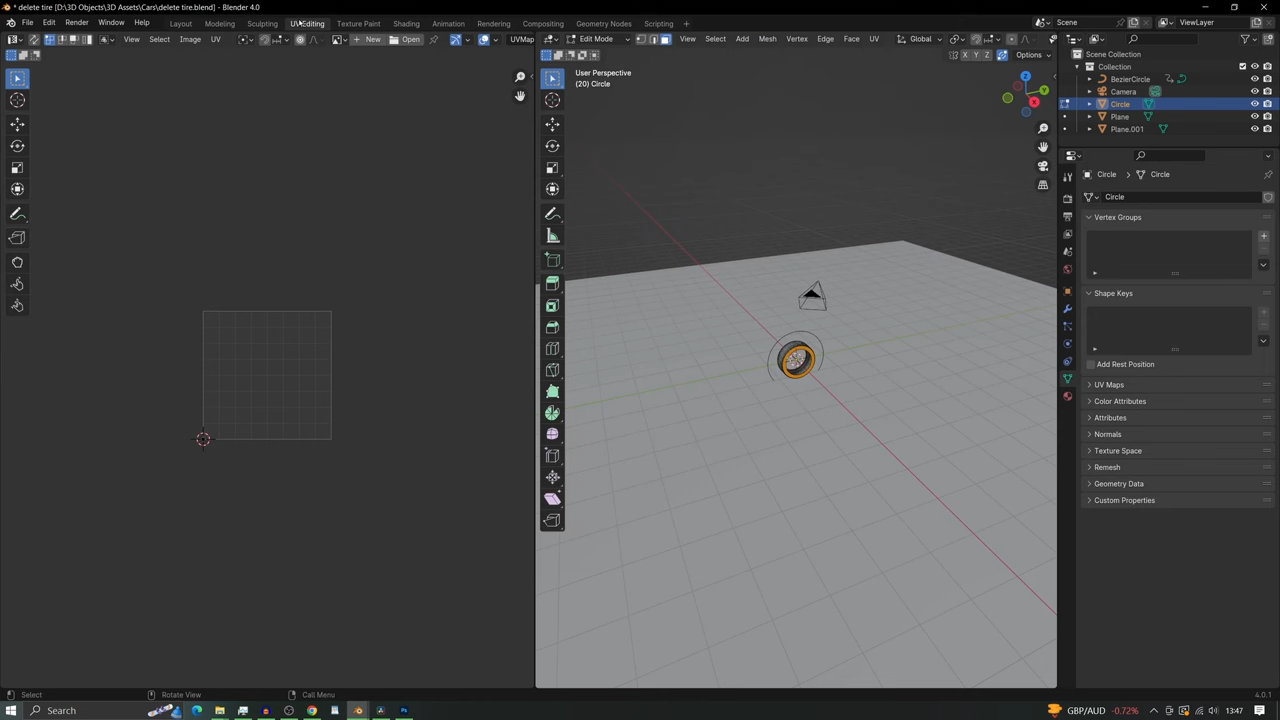 * delete tire [D:\3D Objects\3D Assets\Cars\delete tire.blend] - Blender 4.0
File Edit Render Window Help Layout Modeling Sculpting UV Editing Texture Paint Shading Animation Rendering Compositing Geometry Nodes Scripting + Scene ViewLayer
View Select Image UV New Open UVMap Edit Mode View Select Add Mesh Vertex Edge Face UV Global
X Y Z Options
User Perspective
(20) Circle
Scene Collection
Collection
BezierCircle
Camera
Circle
Plane
Plane.001
Circle > Circle
Circle
Vertex Groups
Shape Keys
Add Rest Position
UV Maps
Color Attributes
Attributes
Normals
Texture Space
Remesh
Geometry Data
Custom Properties
Select Rotate View Call Menu 4.0.1
Search GBP/AUD -0.72% 13:47